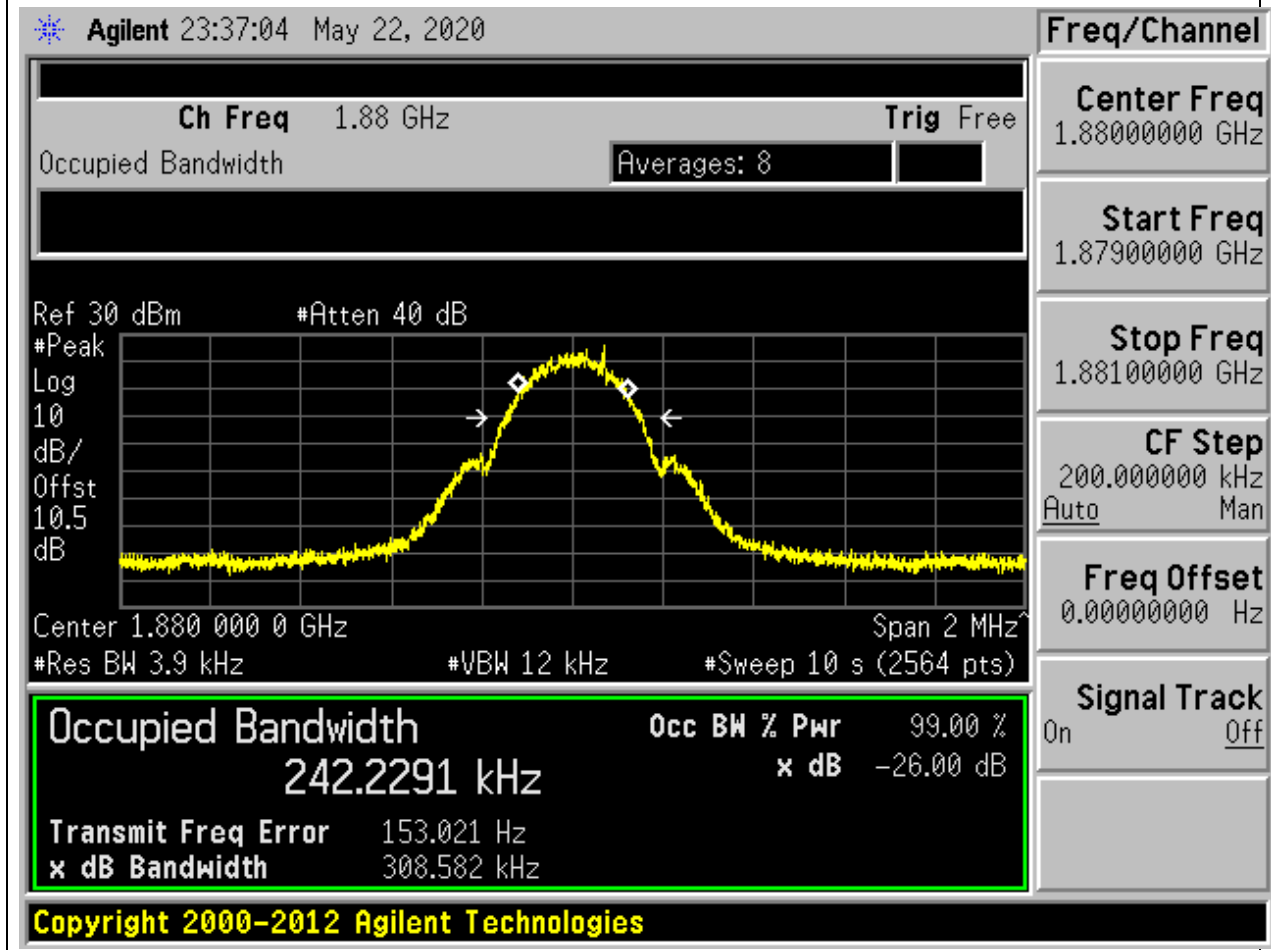 Agilent 23:37:04 May 22, 2020
Freq/Channel
Ch Freq 1.88 GHz Trig Free
Occupied Bandwidth Averages: 8
Ref 30 dBm #Atten 40 dB
#Peak
Log
10
dB/
Offst
10.5
dB
Center 1.880 000 0 GHz Span 2 MHz^
#Res BW 3.9 kHz #VBW 12 kHz #Sweep 10 s (2564 pts)
Occupied Bandwidth Occ BW % Pwr 99.00 %
242.2291 kHz x dB -26.00 dB
Transmit Freq Error 153.021 Hz
x dB Bandwidth 308.582 kHz
Copyright 2000-2012 Agilent Technologies
Center Freq
1.88000000 GHz
Start Freq
1.87900000 GHz
Stop Freq
1.88100000 GHz
CF Step
200.000000 kHz
Auto Man
Freq Offset
0.00000000 Hz
Signal Track
On Off